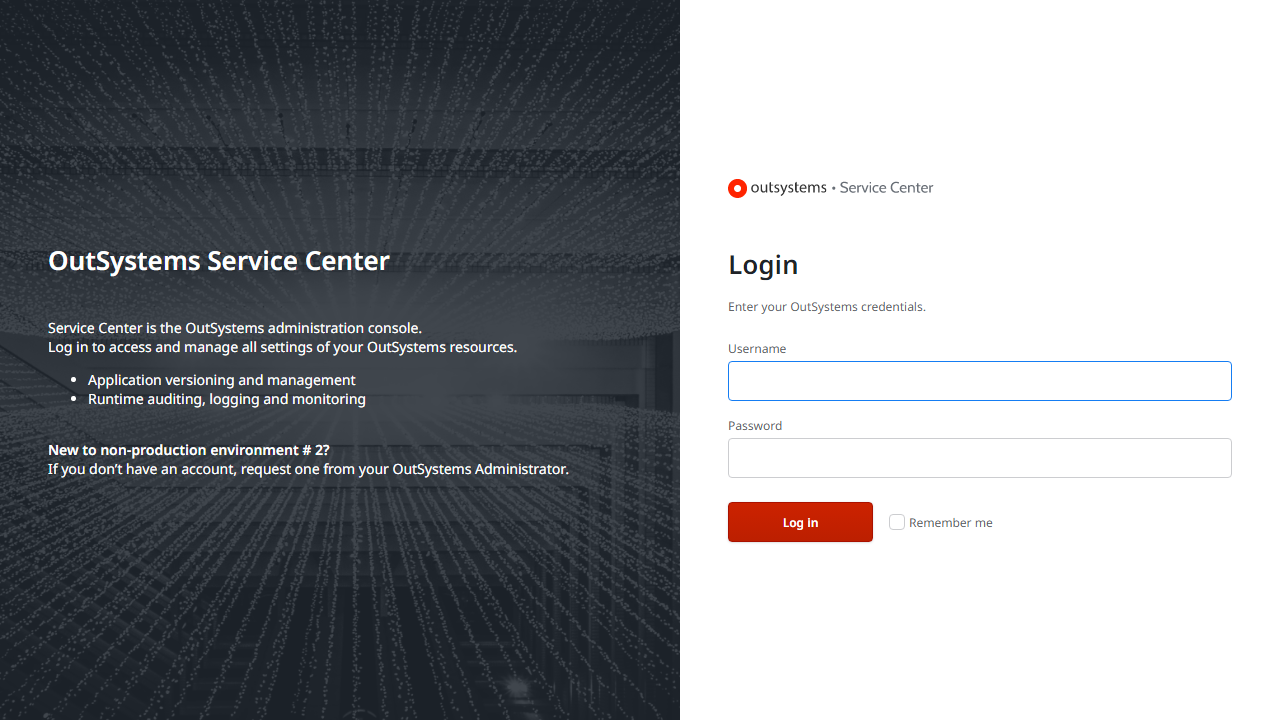 OutSystems Service Center
Service Center is the OutSystems administration console.
Log in to access and manage all settings of your OutSystems resources.
• Application versioning and management
• Runtime auditing, logging and monitoring
New to non-production environment # 2?
If you don’t have an account, request one from your OutSystems Administrator.
outsystems • Service Center
Login
Enter your OutSystems credentials.
Username
Password
Log in
Remember me